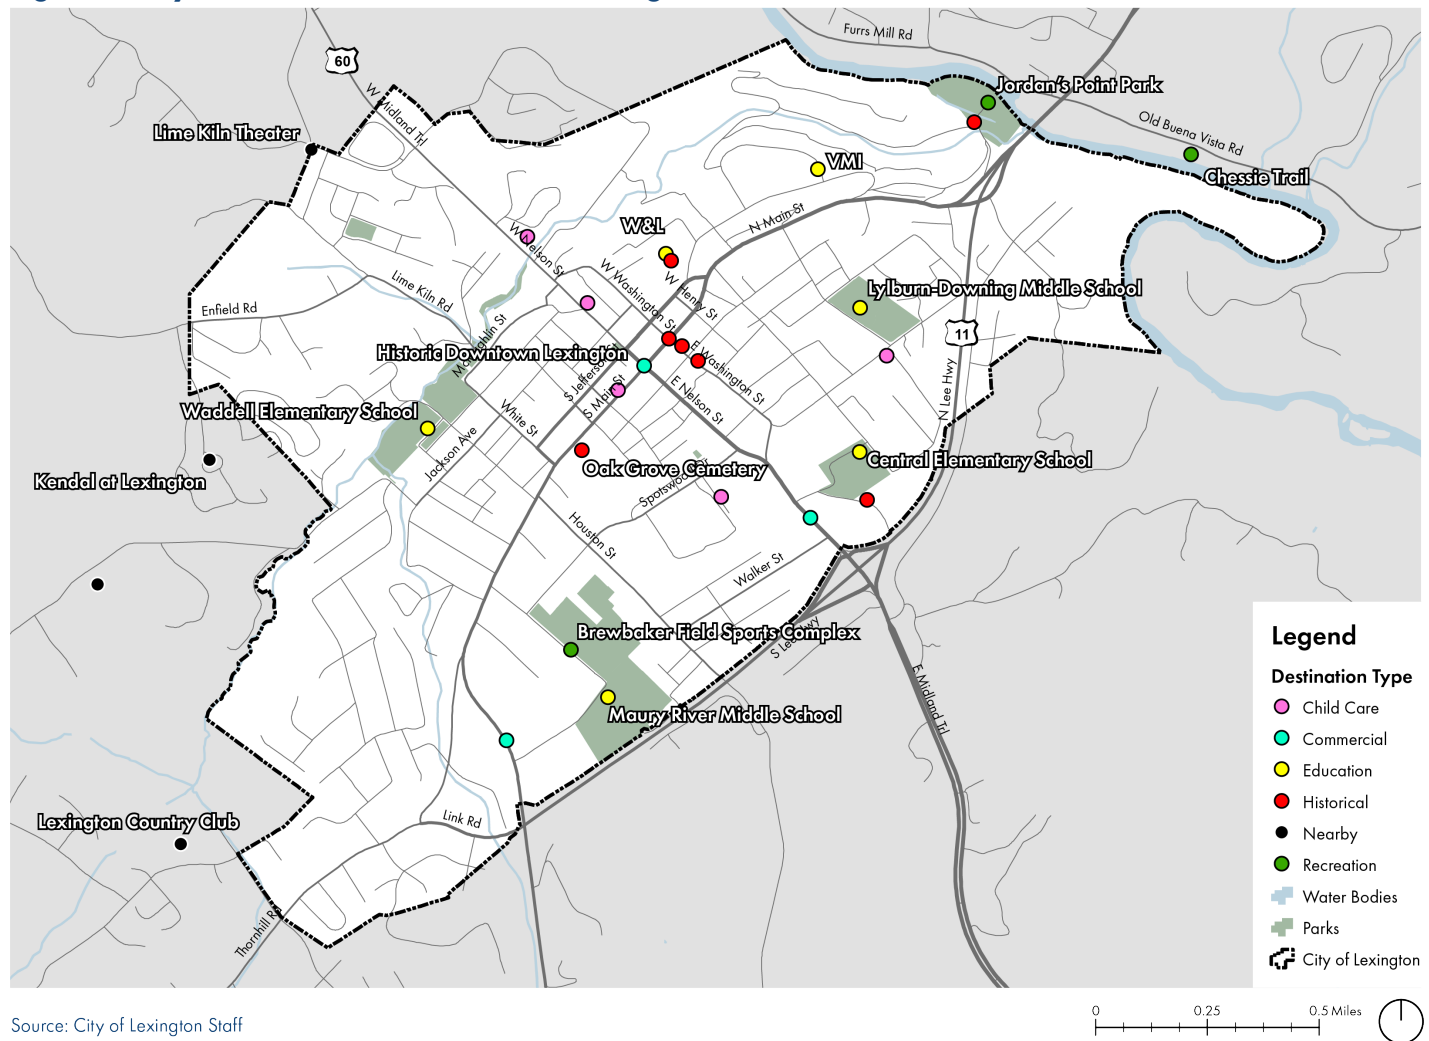 Furrs Mill Rd
60
W Midland Trl
Jordan's Point Park
Old Buena Vista Rd
Lime Kiln Theater
VMI
Chessie Trail
N Main St
W&L
W Nelson St
W Washington St
W Henry St
Lime Kiln Rd
Enfield Rd
Lylburn-Downing Middle School
11
McLaughlin St
Historic Downtown Lexington
S Jefferson St
E Washington St
S Main St
E Nelson St
N Lee Hwy
Waddell Elementary School
White St
Jackson Ave
Central Elementary School
Oak Grove Cemetery
Kendal at Lexington
Houston St
Walker St
Brewbaker Field Sports Complex
S Lee Hwy
E Midland Trl
Maury River Middle School
Lexington Country Club
Link Rd
Thornhill Rd
Legend
Destination Type
Child Care
Commercial
Education
Historical
Nearby
Recreation
Water Bodies
Parks
City of Lexington
0 0.25 0.5 Miles
Source: City of Lexington Staff